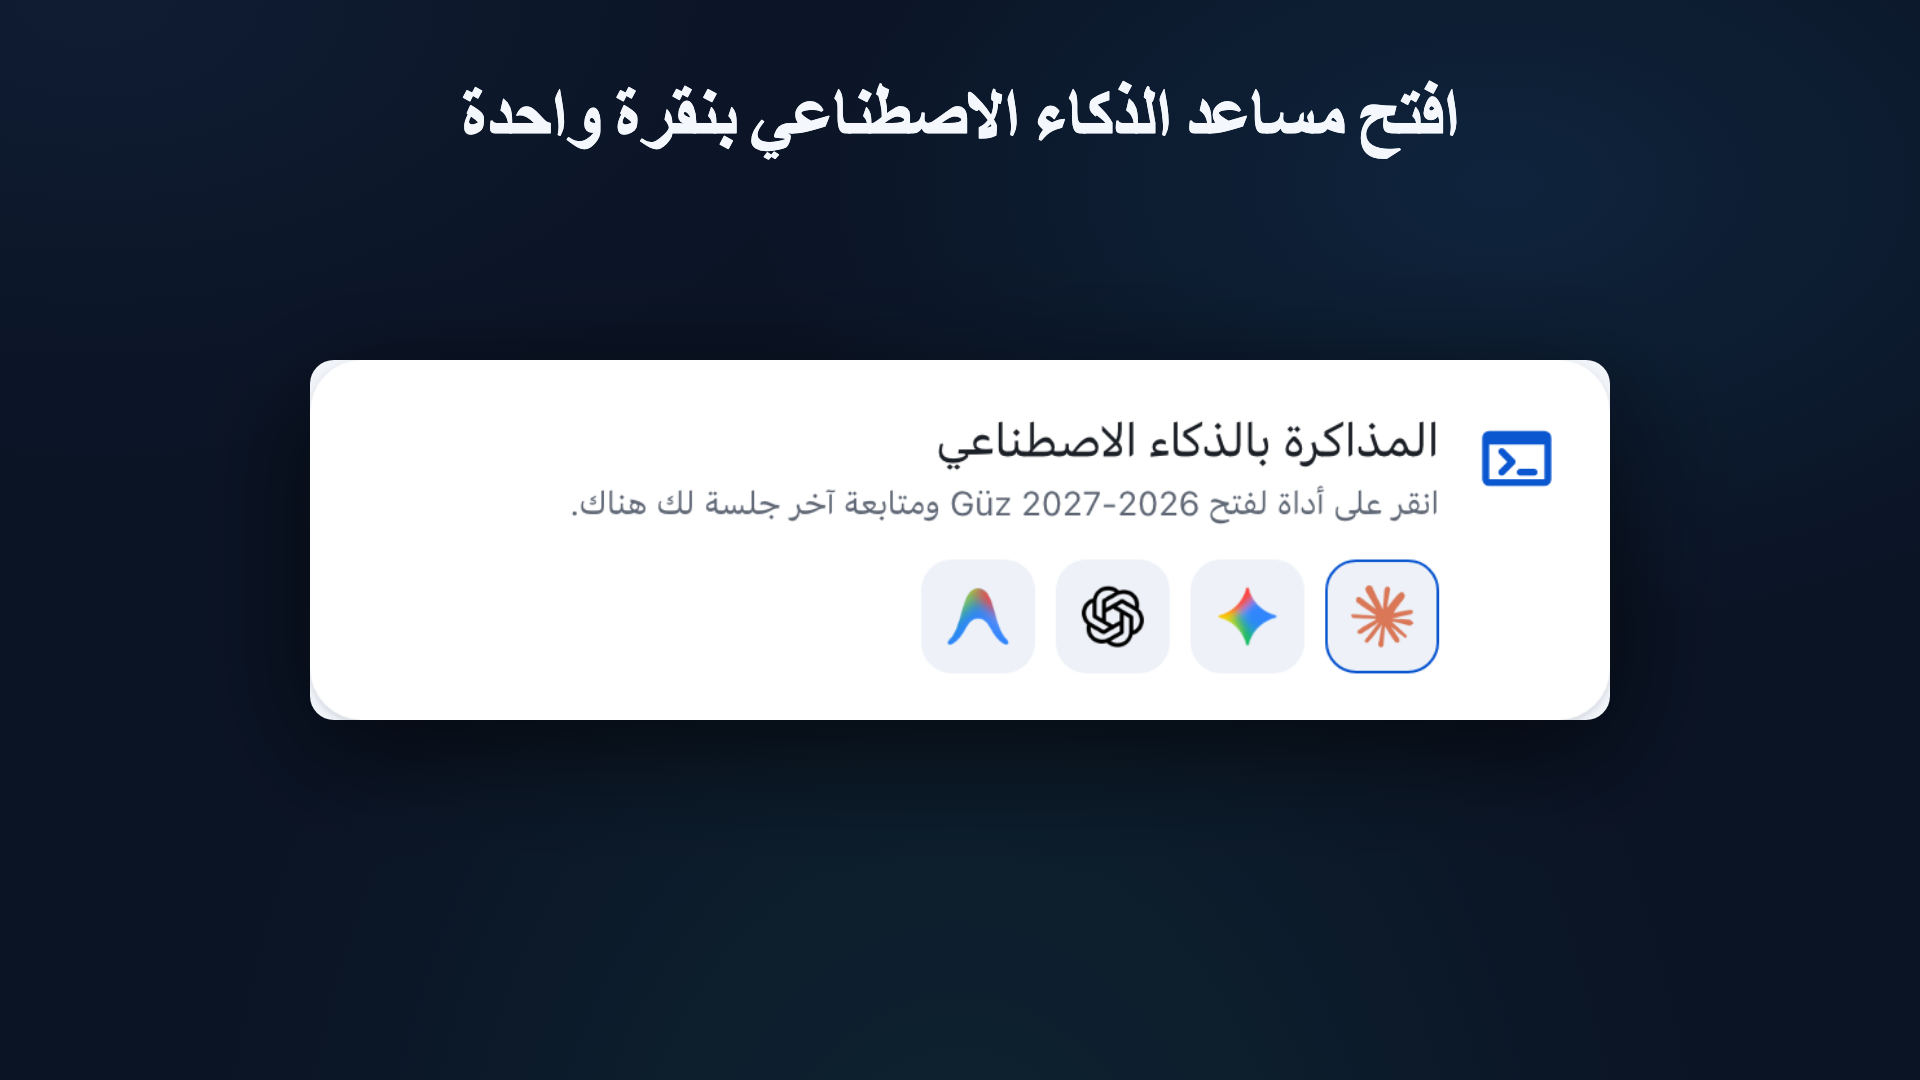 افتح مساعد الذكاء الاصطناعي بنقرة واحدة
المذاكرة بالذكاء الاصطناعي
انقر على أداة لفتح 2026-2027 Güz ومتابعة آخر جلسة لك هناك.